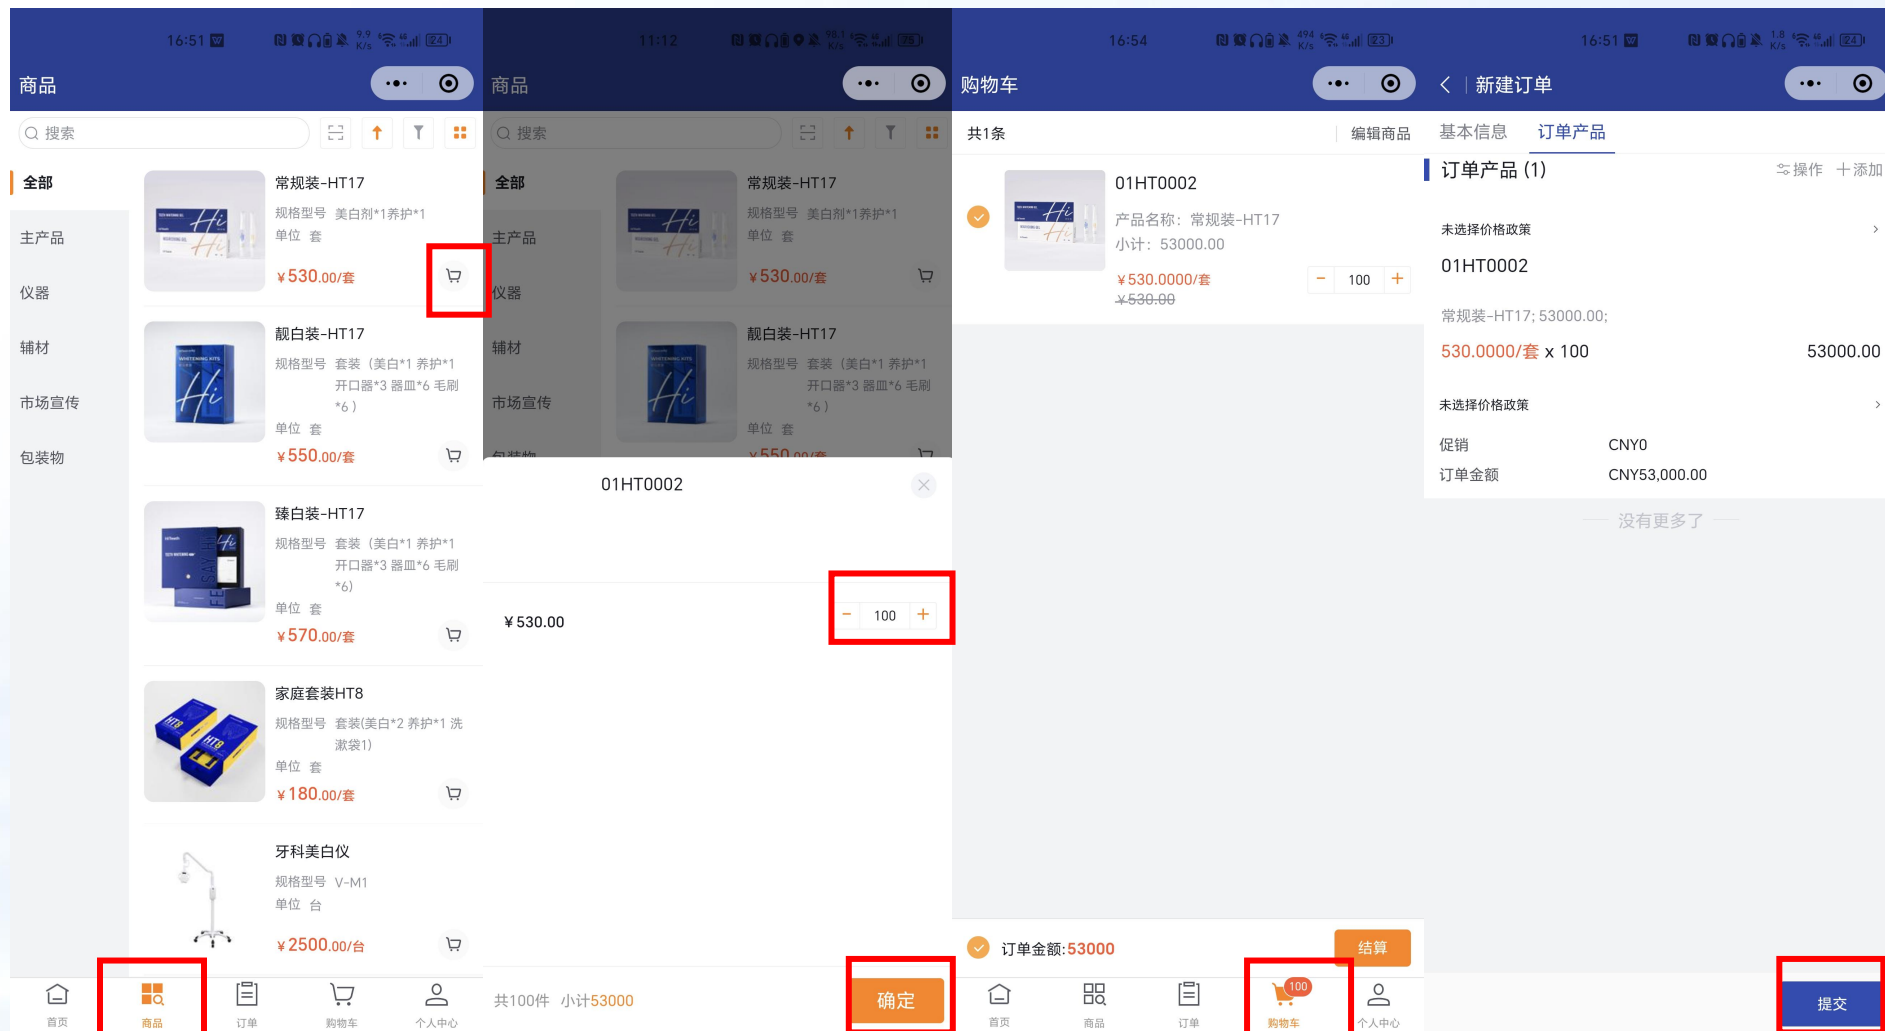 16:51
9.9
K/s
24
商品
搜索
全部
主产品
仪器
辅材
市场宣传
包装物
常规装-HT17
规格型号 美白剂*1养护*1
单位 套
¥530.00/套
靓白装-HT17
规格型号 套装（美白*1 养护*1
开口器*3 器皿*6 毛刷
*6）
单位 套
¥550.00/套
臻白装-HT17
规格型号 套装（美白*1 养护*1
开口器*3 器皿*6 毛刷
*6)
单位 套
¥570.00/套
家庭套装HT8
规格型号 套装(美白*2 养护*1 洗
漱袋1)
单位 套
¥180.00/套
牙科美白仪
规格型号 V-M1
单位 台
¥2500.00/台
首页
商品
订单
购物车
个人中心
11:12
98.1
K/s
商品
搜索
全部
主产品
仪器
辅材
市场宣传
包装物
常规装-HT17
规格型号 美白剂*1养护*1
单位 套
¥530.00/套
靓白装-HT17
规格型号 套装（美白*1 养护*1
开口器*3 器皿*6 毛刷
*6）
单位 套
¥550.00/套
01HT0002
¥530.00
- 100 +
共100件 小计53000
确定
16:54
494
K/s
23
购物车
共1条
编辑商品
01HT0002
产品名称：常规装-HT17
小计：53000.00
¥530.0000/套
¥530.00
- 100 +
订单金额:53000
结算
首页
商品
订单
100
购物车
个人中心
16:51
1.8
K/s
24
新建订单
基本信息 订单产品
订单产品 (1)
操作 添加
未选择价格政策
01HT0002
常规装-HT17; 53000.00;
530.0000/套 x 100 53000.00
未选择价格政策
促销 CNY0
订单金额 CNY53,000.00
没有更多了
提交